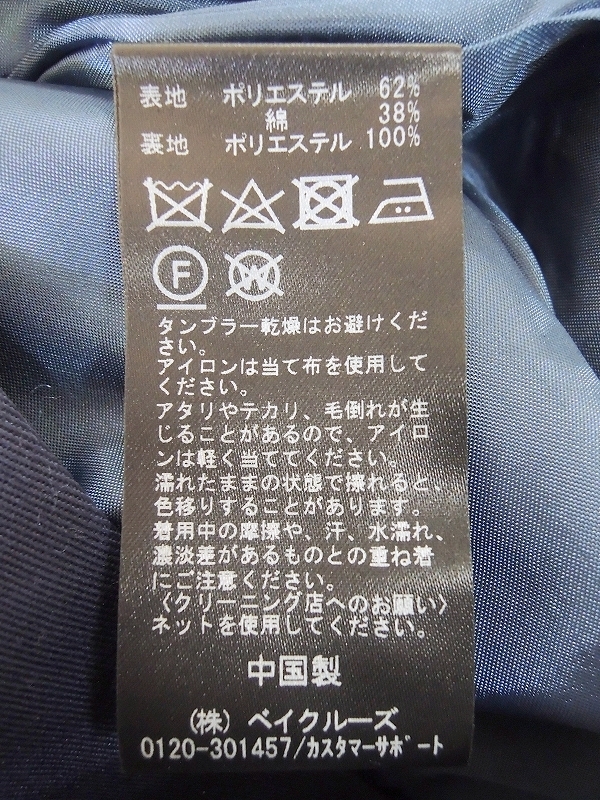 表地 ポリエステル 62%
綿 38%
裏地 ポリエステル 100%
F W
タンブラー乾燥はお避けくだ
さい。
アイロンは当て布を使用して
ください。
アタリやテカリ、毛倒れが生
じることがあるので、アイロ
ンは軽く当ててください。
濡れたままの状態で擦れると、
色移りすることがあります。
着用中の摩擦や、汗、水濡れ、
濃淡差があるものとの重ね着
にご注意ください。
〈クリーニング店へのお願い〉
ネットを使用してください。
中国製
(株) ベイクルーズ
0120-301457/カスタマーサポート